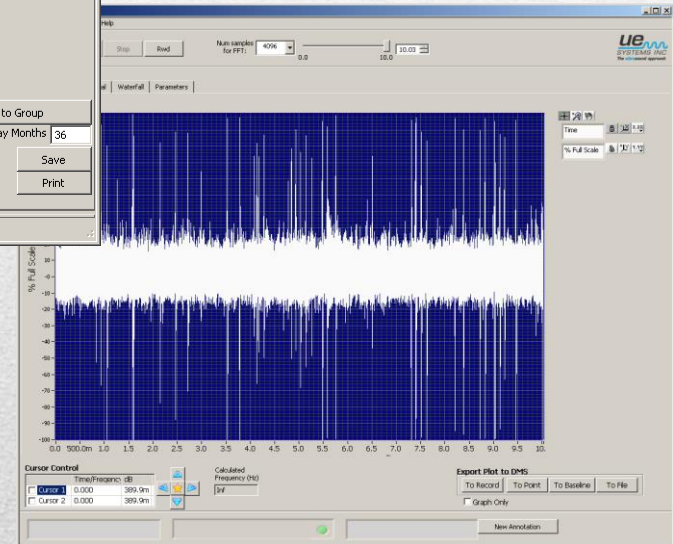 Help
Stop Rwd Num samples for FFT: 4096 0.0 10.0 10.03
ue SYSTEMS INC
The ultrasound approach
al Waterfall Parameters
to Group
ay Months 36
Save
Print
Time
% Full Scale
% Full Scale
10-
-0-
-10-
-20-
-30-
-40-
-50-
-60-
-70-
-80-
-90-
-100-
0.0 500.0m 1.0 1.5 2.0 2.5 3.0 3.5 4.0 4.5 5.0 5.5 6.0 6.5 7.0 7.5 8.0 8.5 9.0 9.5 10.
Cursor Control
Time/Frequency dB
Cursor 1 0.000 389.9m
Cursor 2 0.000 389.9m
Calculated Frequency (Hz)
Inf
Export Plot to DMS
To Record To Point To Baseline To File
Graph Only
New Annotation